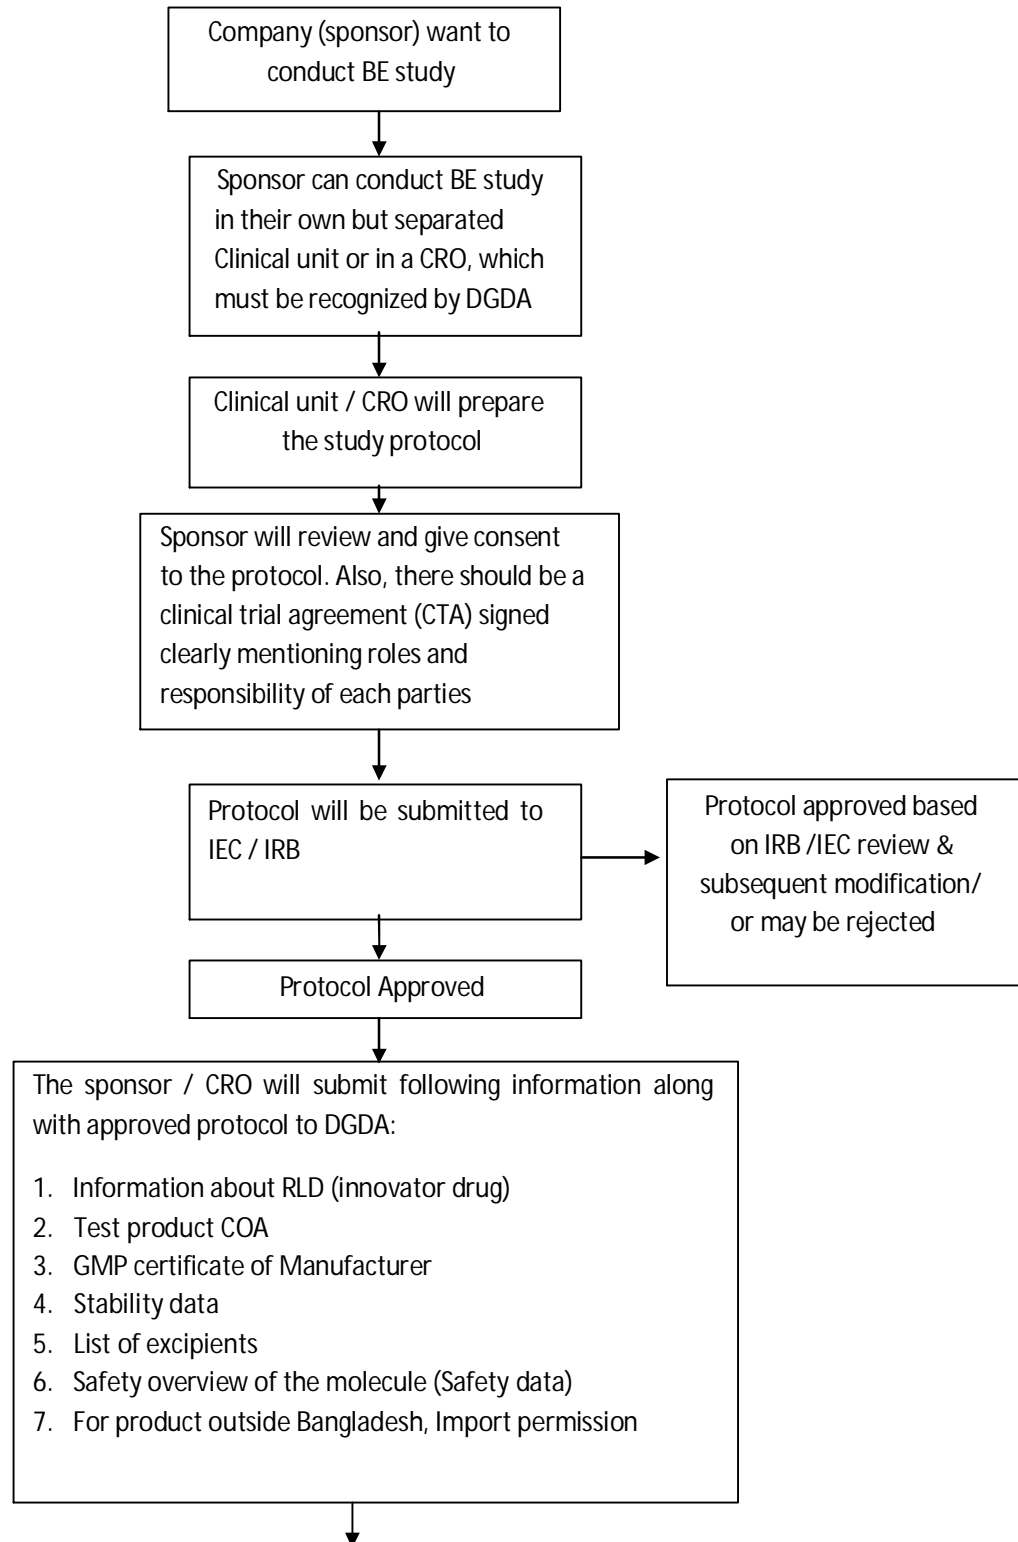 Company (sponsor) want to
conduct BE study
Sponsor can conduct BE study
in their own but separated
Clinical unit or in a CRO, which
must be recognized by DGDA
Clinical unit / CRO will prepare
the study protocol
Sponsor will review and give consent
to the protocol. Also, there should be a
clinical trial agreement (CTA) signed
clearly mentioning roles and
responsibility of each parties
Protocol will be submitted to
IEC / IRB
Protocol approved based
on IRB /IEC review &
subsequent modification/
or may be rejected
Protocol Approved
The sponsor / CRO will submit following information along
with approved protocol to DGDA:
1. Information about RLD (innovator drug)
2. Test product COA
3. GMP certificate of Manufacturer
4. Stability data
5. List of excipients
6. Safety overview of the molecule (Safety data)
7. For product outside Bangladesh, Import permission